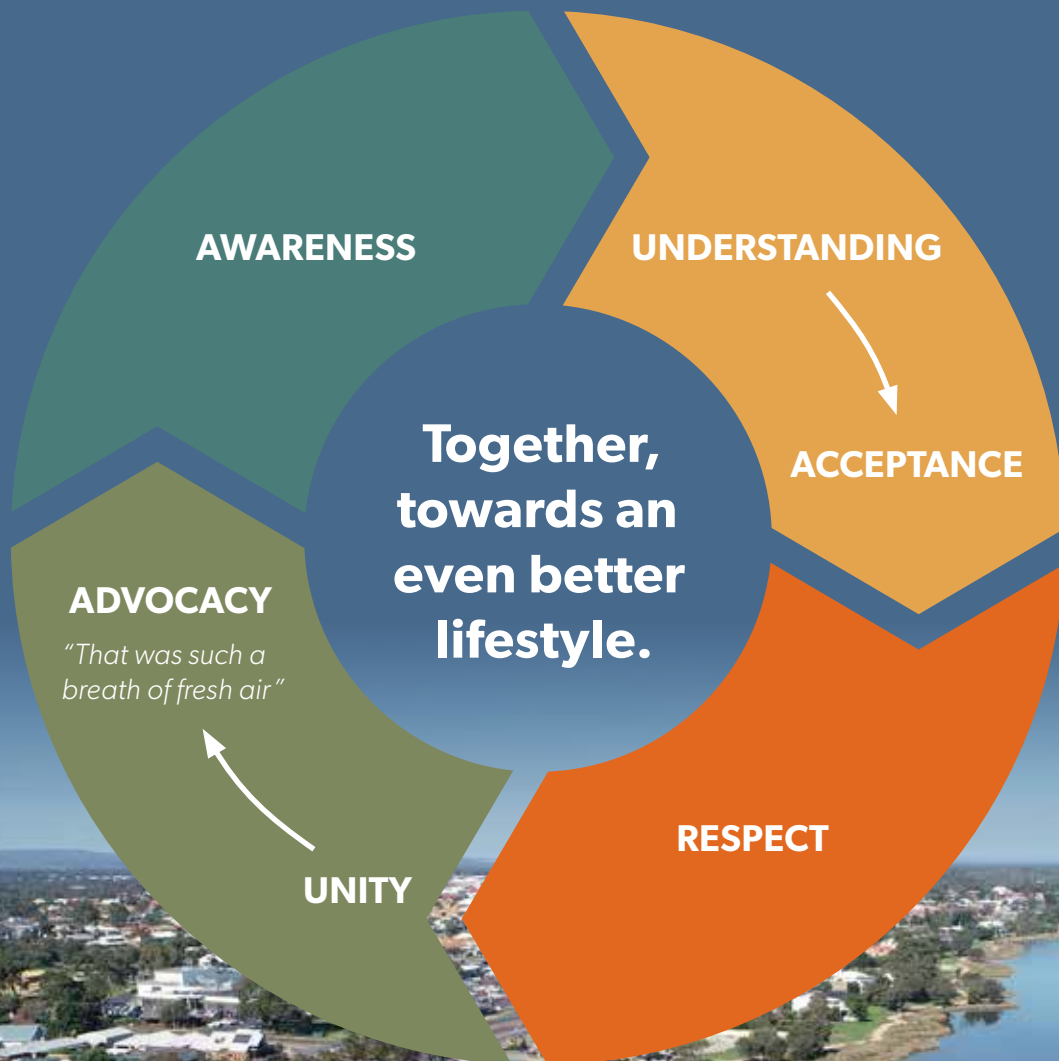 AWARENESS
UNDERSTANDING
ACCEPTANCE
Together,
towards an
even better
lifestyle.
RESPECT
UNITY
ADVOCACY
“That was such a
breath of fresh air”